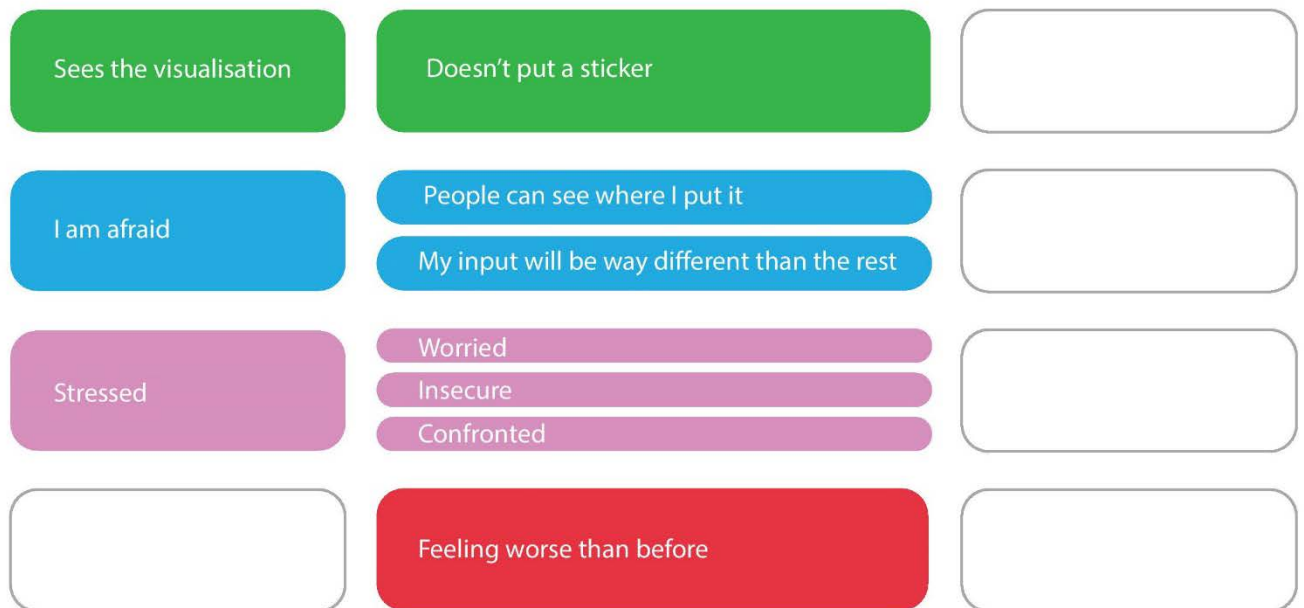 Sees the visualisation
Doesn't put a sticker
I am afraid
People can see where I put it
My input will be way different than the rest
Stressed
Worried
Insecure
Confronted
Feeling worse than before